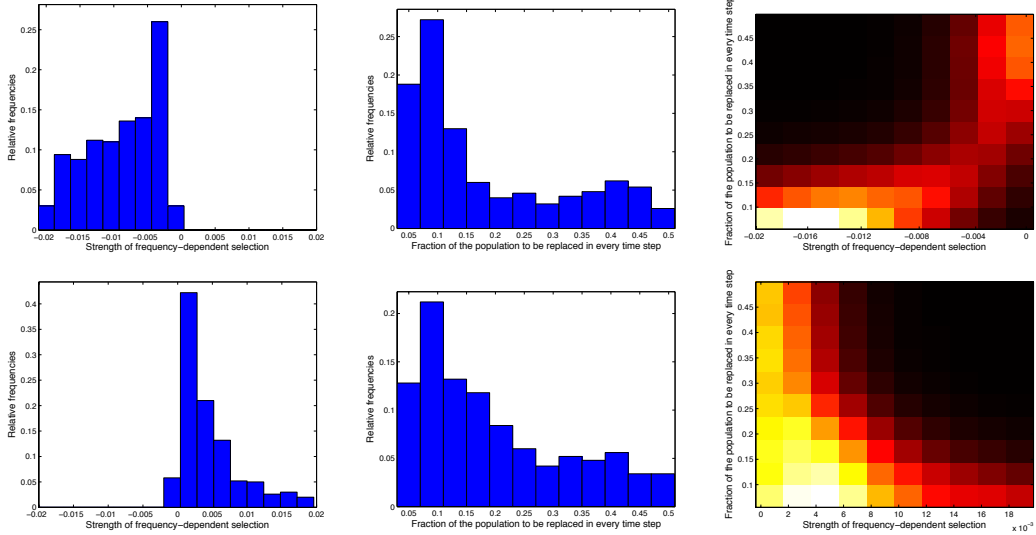 0.25
0.2
0.15
0.1
0.05
0
Relative frequencies
−0.02 −0.015 −0.01 −0.005 0 0.005 0.01 0.015 0.02
Strength of frequency−dependent selection
0.25
0.2
0.15
0.1
0.05
0
Relative frequencies
0.05 0.1 0.15 0.2 0.25 0.3 0.35 0.4 0.45 0.5
Fraction of the population to be replaced in every time step
0.45
0.4
0.35
0.3
0.25
0.2
0.15
0.1
Fraction of the population to be replaced in every time step
−0.02 −0.016 −0.012 −0.008 −0.004 0
Strength of frequency−dependent selection
0.4
0.35
0.3
0.25
0.2
0.15
0.1
0.05
0
Relative frequencies
−0.02 −0.015 −0.01 −0.005 0 0.005 0.01 0.015 0.02
Strength of frequency−dependent selection
0.2
0.15
0.1
0.05
0
Relative frequencies
0.05 0.1 0.15 0.2 0.25 0.3 0.35 0.4 0.45 0.5
Fraction of the population to be replaced in every time step
0.45
0.4
0.35
0.3
0.25
0.2
0.15
0.1
Fraction of the population to be replaced in every time step
0 2 4 6 8 10 12 14 16 18
Strength of frequency−dependent selection
x 10⁻³